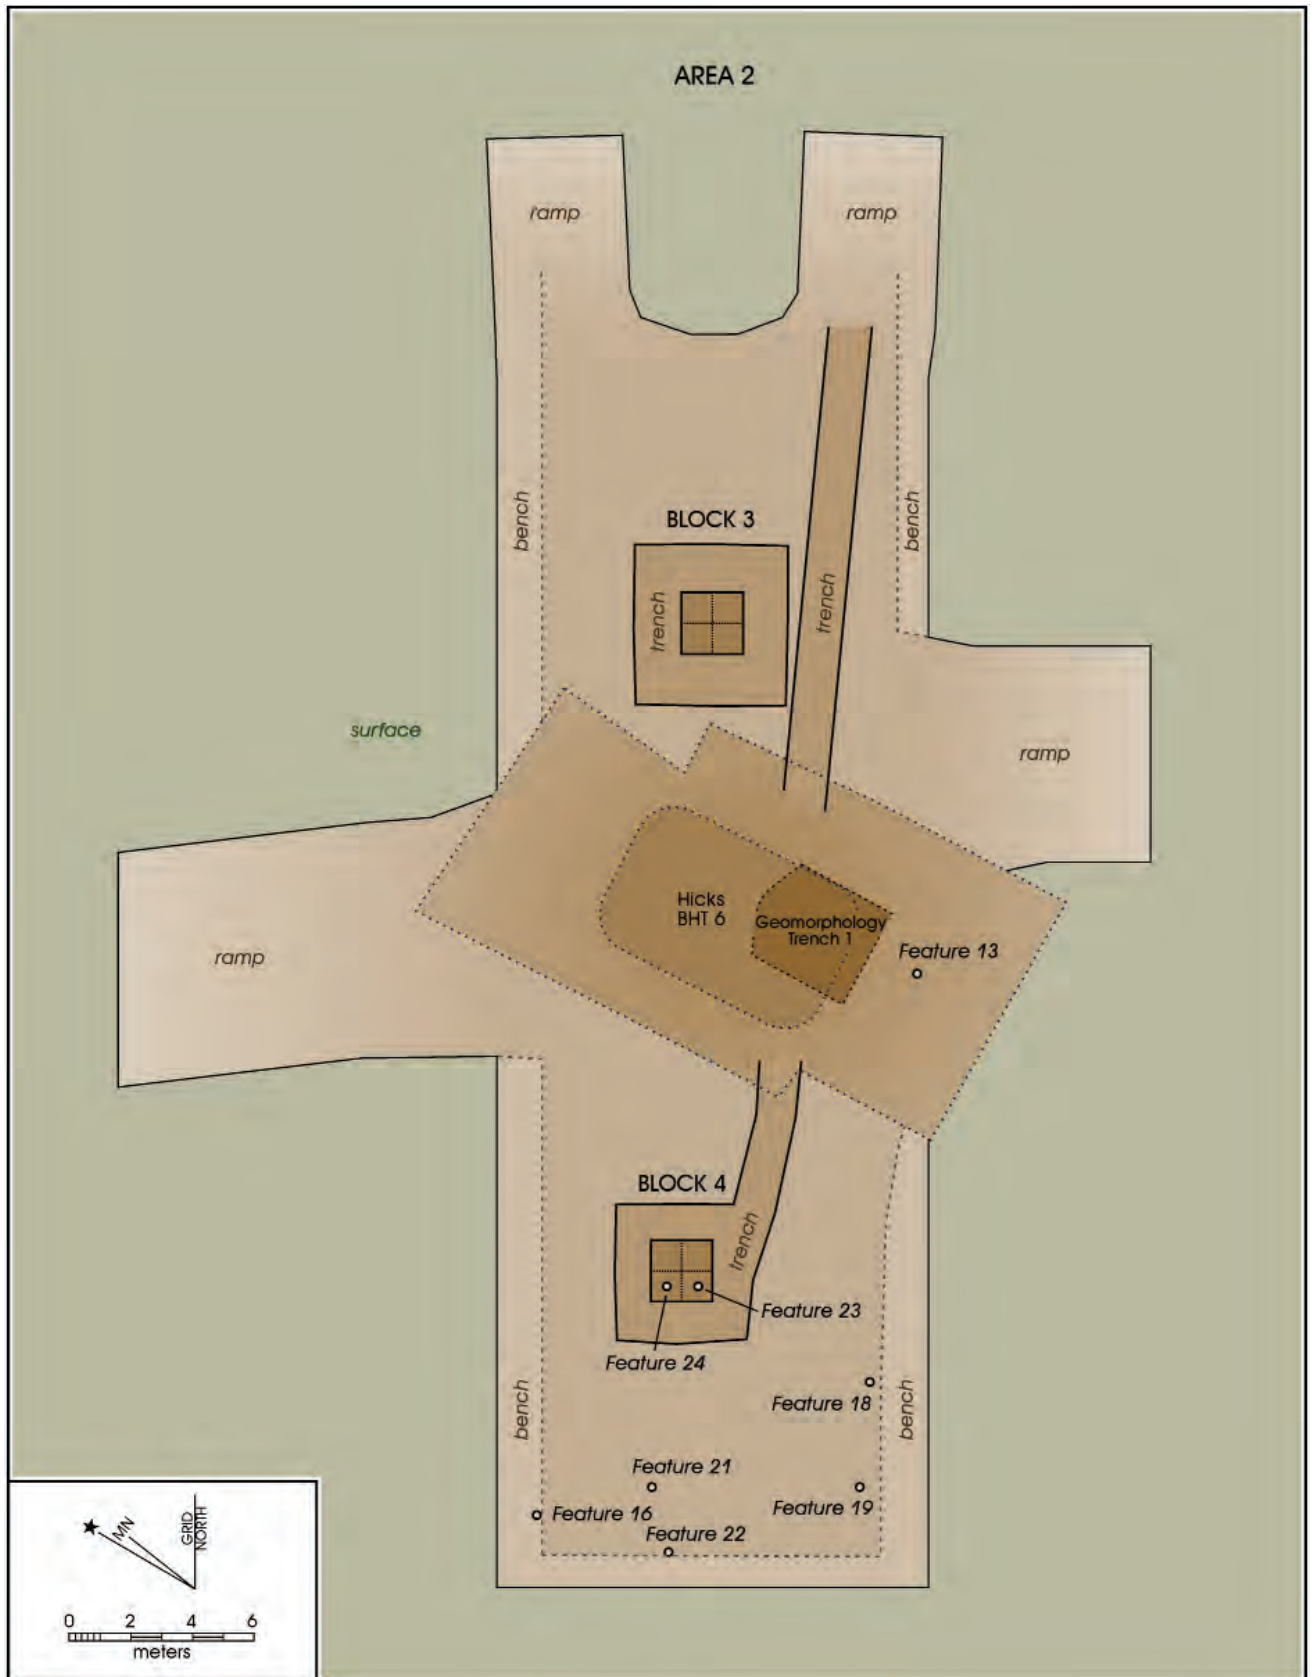 AREA 2
ramp
ramp
bench
BLOCK 3
bench
trench
trench
surface
ramp
Hicks
BHT 6
Geomorphology
Trench 1
Feature 13
ramp
BLOCK 4
trench
Feature 23
Feature 24
bench
Feature 18
bench
Feature 21
Feature 16
Feature 19
Feature 22
MN
GRID
NORTH
0 2 4 6
meters